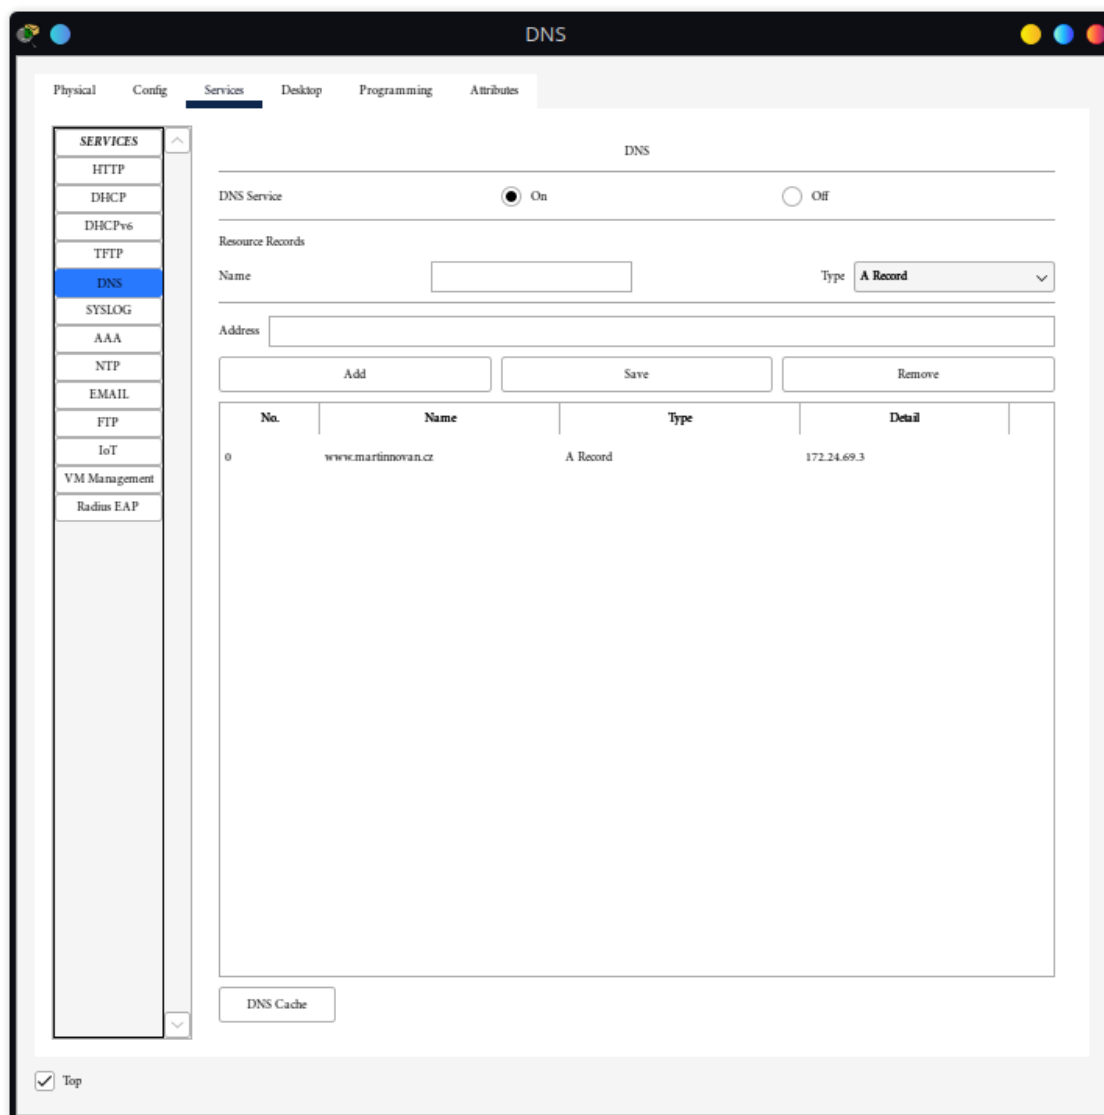 DNS
Physical Config Services Desktop Programming Attributes
SERVICES
HTTP
DHCP
DHCPv6
TFTP
DNS
SYSLOG
AAA
NTP
EMAIL
FTP
IoT
VM Management
Radius EAP
DNS
DNS Service On Off
Resource Records
Name Type A Record
Address
Add Save Remove
No. Name Type Detail
0 www.martinnovan.cz A Record 172.24.69.3
DNS Cache
Top